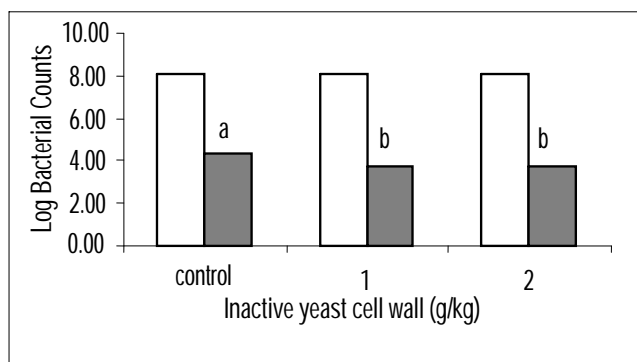 Log Bacterial Counts
10.00
8.00
6.00
4.00
2.00
0.00
a
b
b
control
1
2
Inactive yeast cell wall (g/kg)